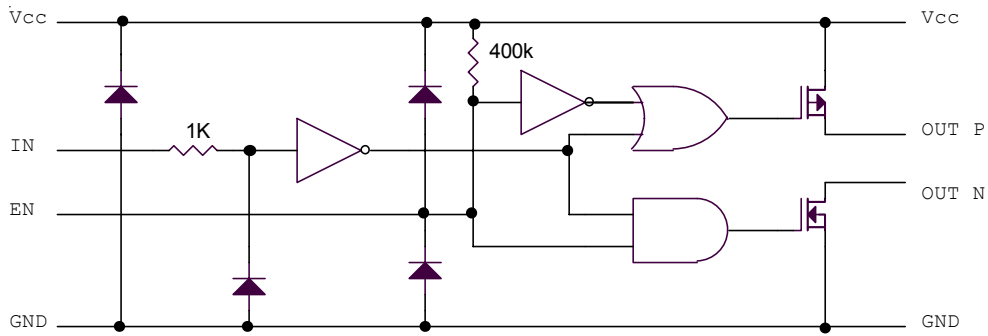 Vcc
Vcc
400k
1K
IN
OUT P
EN
OUT N
GND
GND